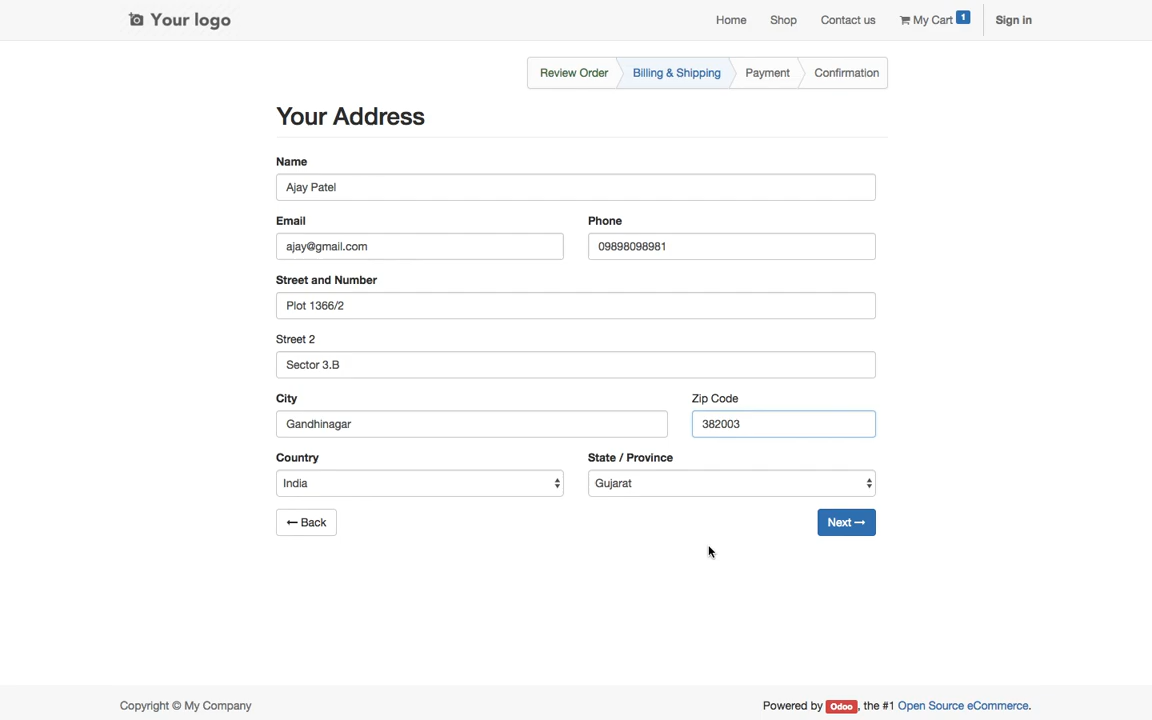 Your logo
Home Shop Contact us My Cart 1 Sign in
Review Order Billing & Shipping Payment Confirmation
Your Address
Name
Ajay Patel
Email Phone
ajay@gmail.com 09898098981
Street and Number
Plot 1366/2
Street 2
Sector 3.B
City Zip Code
Gandhinagar 382003
Country State / Province
India Gujarat
← Back Next →
Copyright © My Company Powered by Odoo, the #1 Open Source eCommerce.